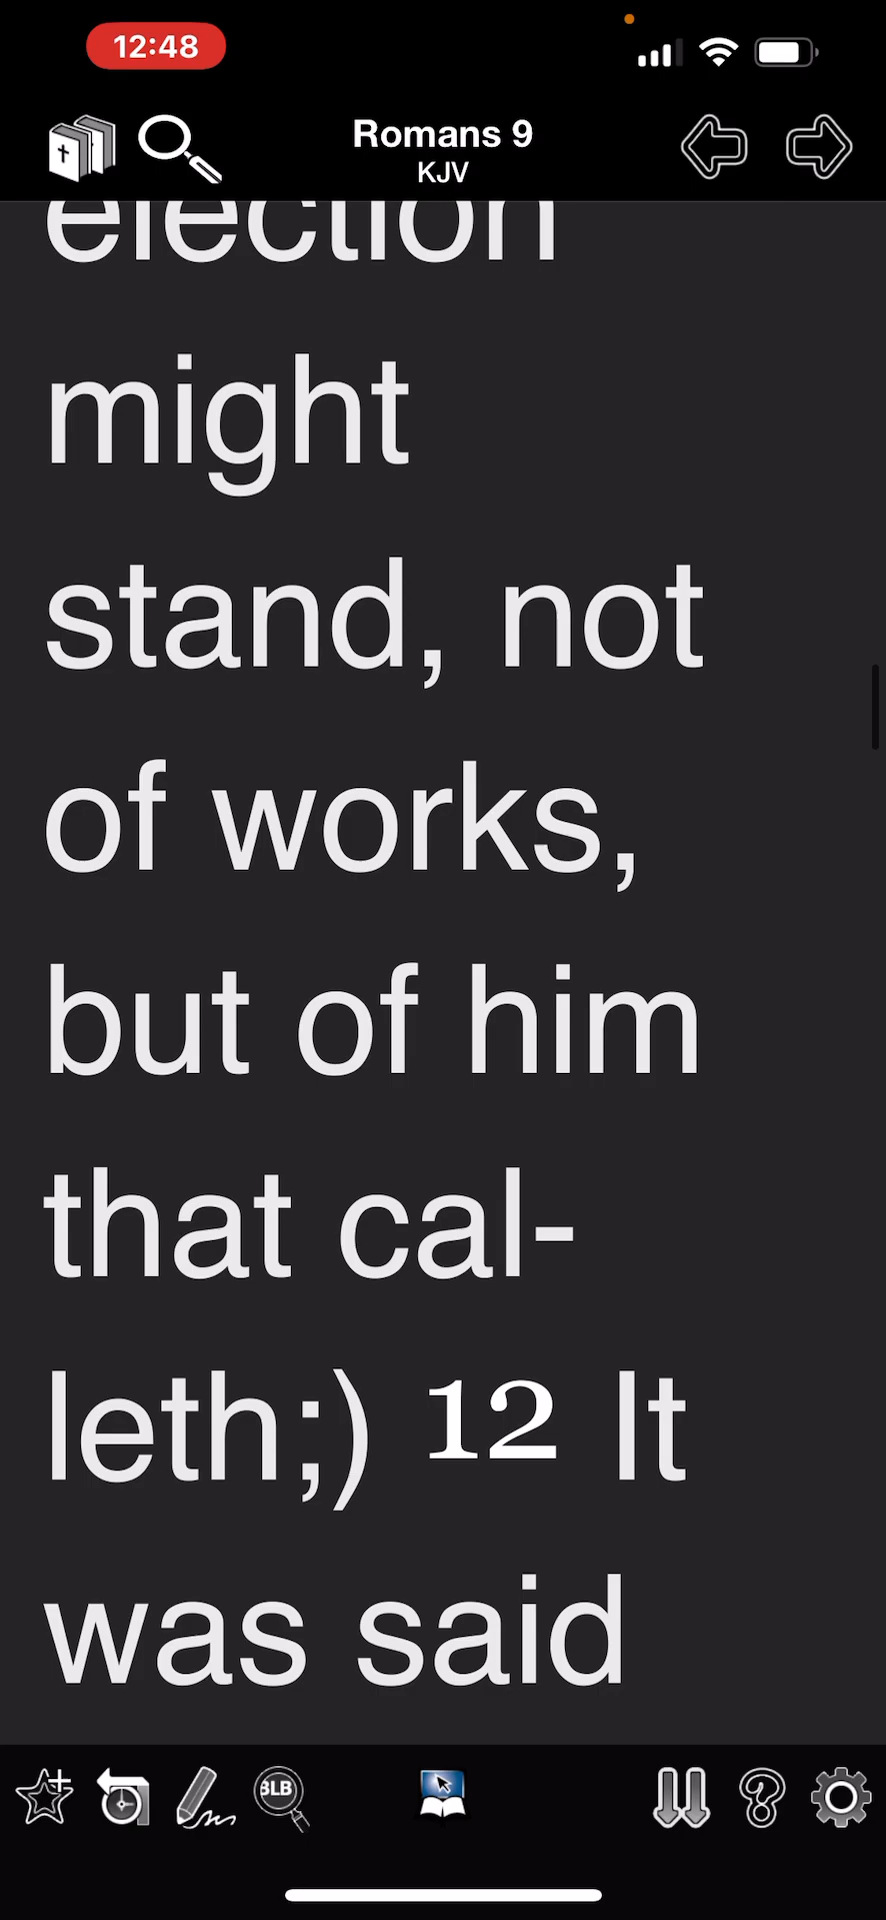 12:48
Romans 9
KJV
election
might
stand, not
of works,
but of him
that cal-
leth;) 12 It
was said
BLB